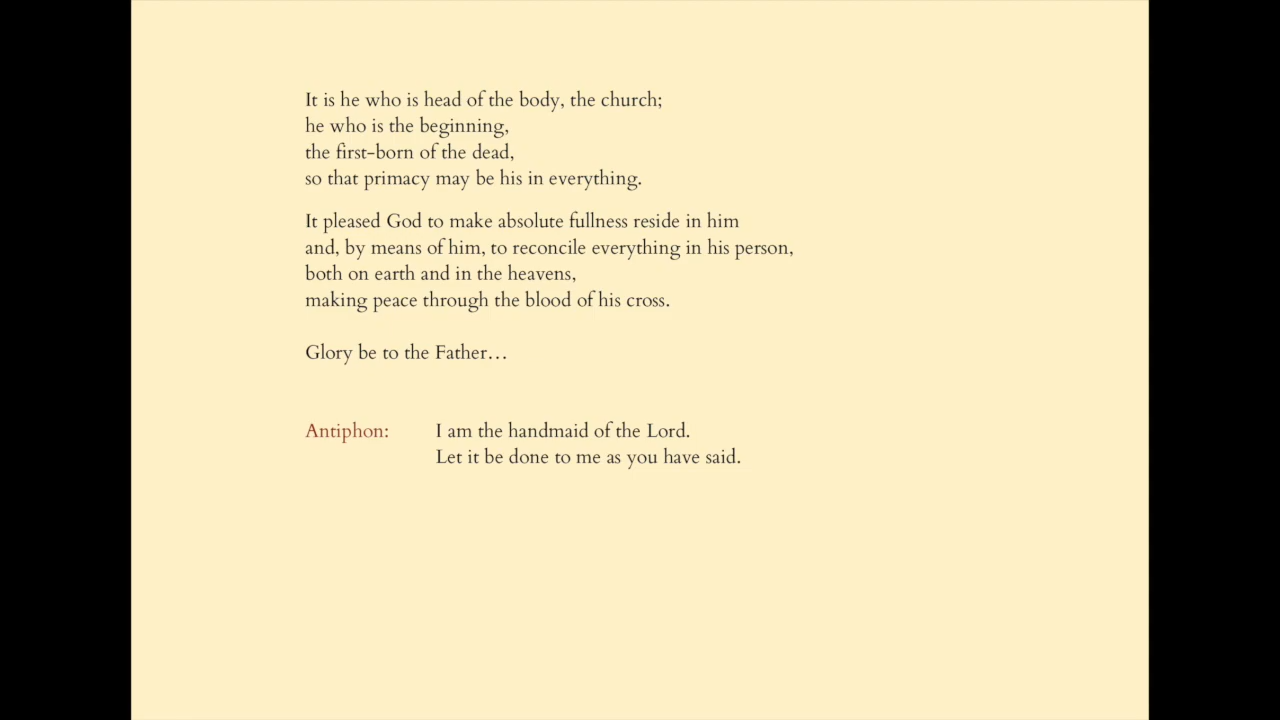 It is he who is head of the body, the church;
he who is the beginning,
the first-born of the dead,
so that primacy may be his in everything.
It pleased God to make absolute fullness reside in him
and, by means of him, to reconcile everything in his person,
both on earth and in the heavens,
making peace through the blood of his cross.
Glory be to the Father…
Antiphon: I am the handmaid of the Lord.
Let it be done to me as you have said.